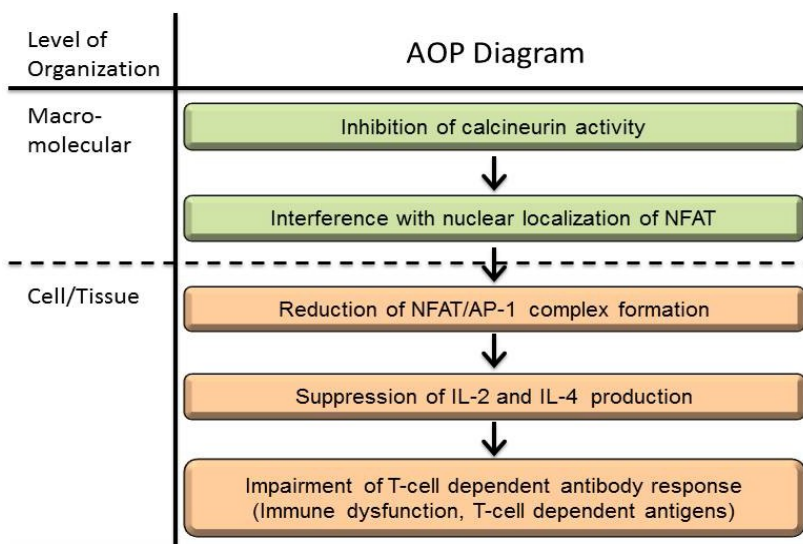 Level of
Organization
AOP Diagram
Macro-
molecular
Inhibition of calcineurin activity
Interference with nuclear localization of NFAT
Cell/Tissue
Reduction of NFAT/AP-1 complex formation
Suppression of IL-2 and IL-4 production
Impairment of T-cell dependent antibody response
(Immune dysfunction, T-cell dependent antigens)